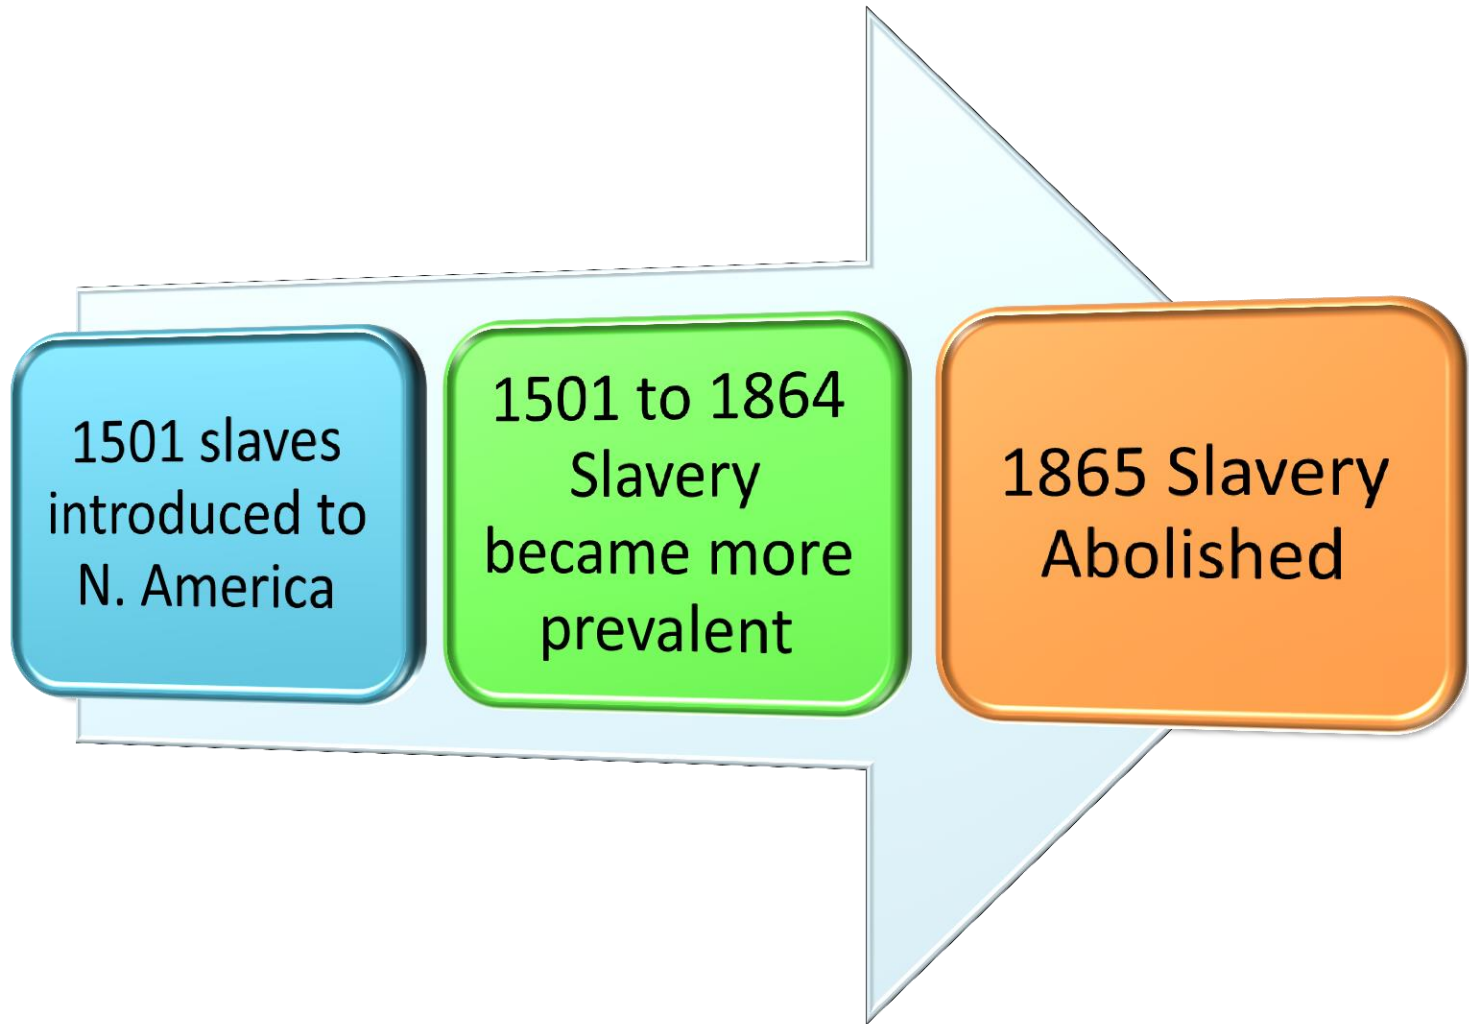 1501 slaves
introduced to
N. America
1501 to 1864
Slavery
became more
prevalent
1865 Slavery
Abolished